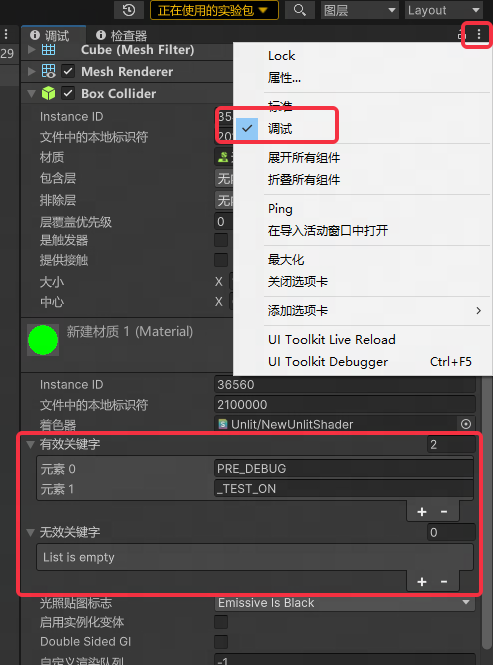 正在使用的实验包
图层
Layout
29
调试
检查器
Cube (Mesh Filter)
Mesh Renderer
Box Collider
Instance ID
文件中的本地标识符
材质
包含层
排除层
层覆盖优先级
0
是触发器
提供接触
大小
X
中心
X
Lock
属性...
标准
调试
展开所有组件
折叠所有组件
Ping
在导入活动窗口中打开
最大化
关闭选项卡
添加选项卡
UI Toolkit Live Reload
UI Toolkit Debugger Ctrl+F5
新建材质 1 (Material)
Instance ID 36560
文件中的本地标识符 2100000
着色器 Unlit/NewUnlitShader
有效关键字 2
元素 0 PRE_DEBUG
元素 1 _TEST_ON
+ -
无效关键字 0
List is empty
+ -
光照贴图标志 Emissive Is Black
启用实例化变体
Double Sided GI
自定义渲染队列 -1